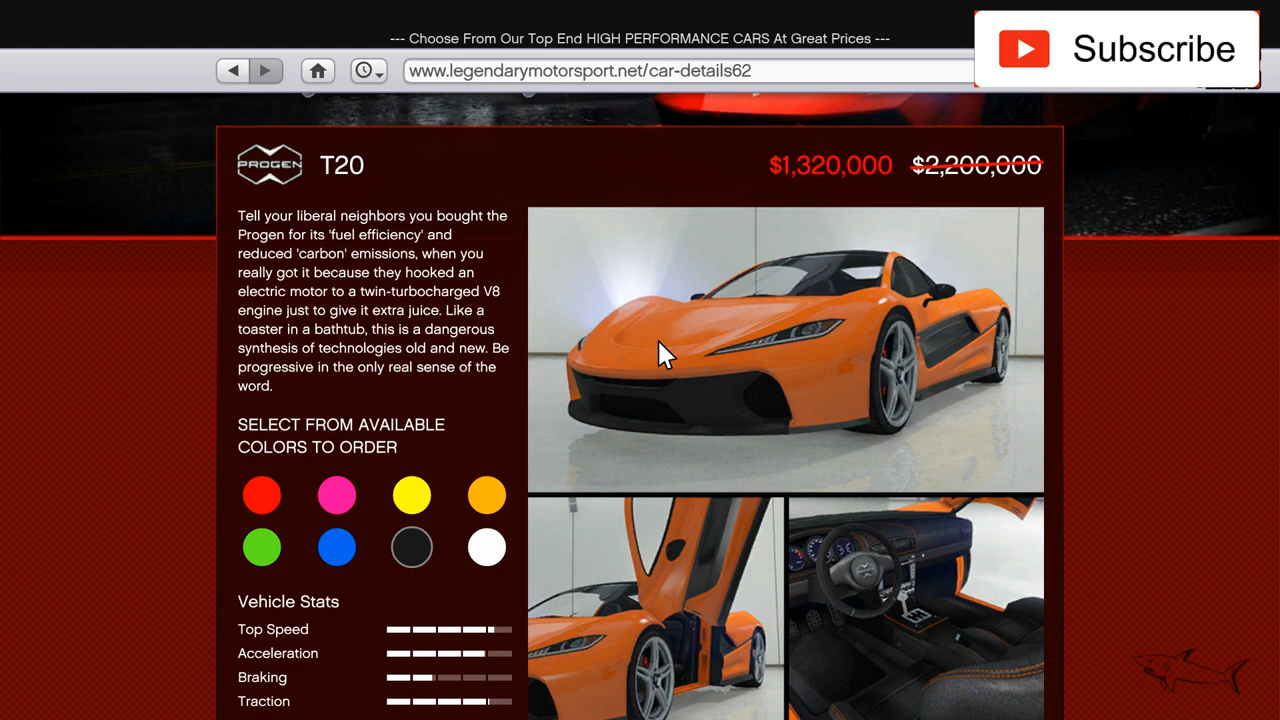 --- Choose From Our Top End HIGH PERFORMANCE CARS At Great Prices ---
Subscribe
www.legendarymotorsport.net/car-details62
PROGEN
T20
$1,320,000 $2,200,000
Tell your liberal neighbors you bought the
Progen for its 'fuel efficiency' and
reduced 'carbon' emissions, when you
really got it because they hooked an
electric motor to a twin-turbocharged V8
engine just to give it extra juice. Like a
toaster in a bathtub, this is a dangerous
synthesis of technologies old and new. Be
progressive in the only real sense of the
word.
SELECT FROM AVAILABLE
COLORS TO ORDER
Vehicle Stats
Top Speed
Acceleration
Braking
Traction